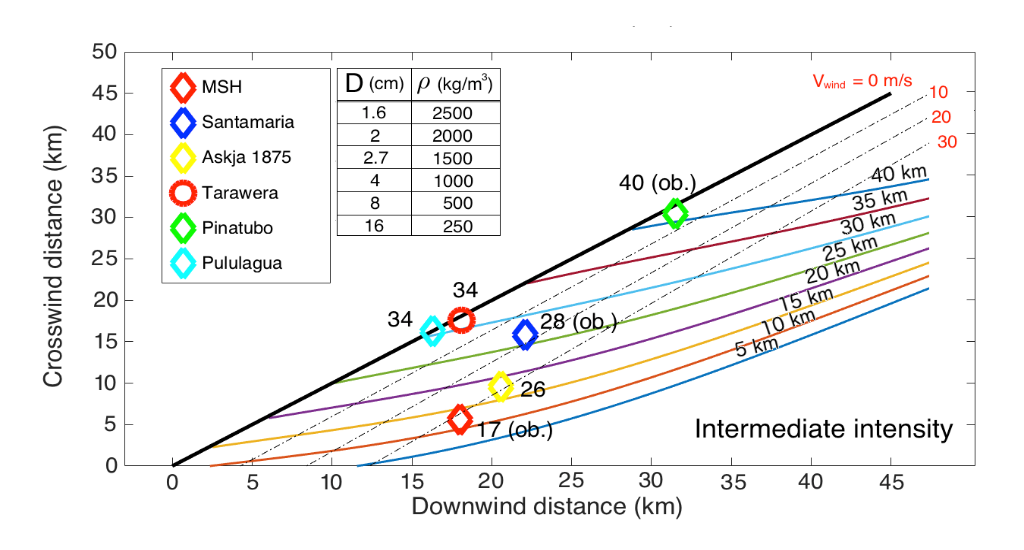 50
45
40
35
30
25
20
15
10
5
0
Crosswind distance (km)
MSH
Santamaria
Askja 1875
Tarawera
Pinatubo
Pululagua
D (cm) ρ (kg/m³)
1.6 2500
2 2000
2.7 1500
4 1000
8 500
16 250
Vwind = 0 m/s
10
20
30
40 (ob.)
40 km
35 km
30 km
25 km
20 km
15 km
10 km
5 km
34
34
28 (ob.)
26
17 (ob.)
Intermediate intensity
0 5 10 15 20 25 30 35 40 45
Downwind distance (km)